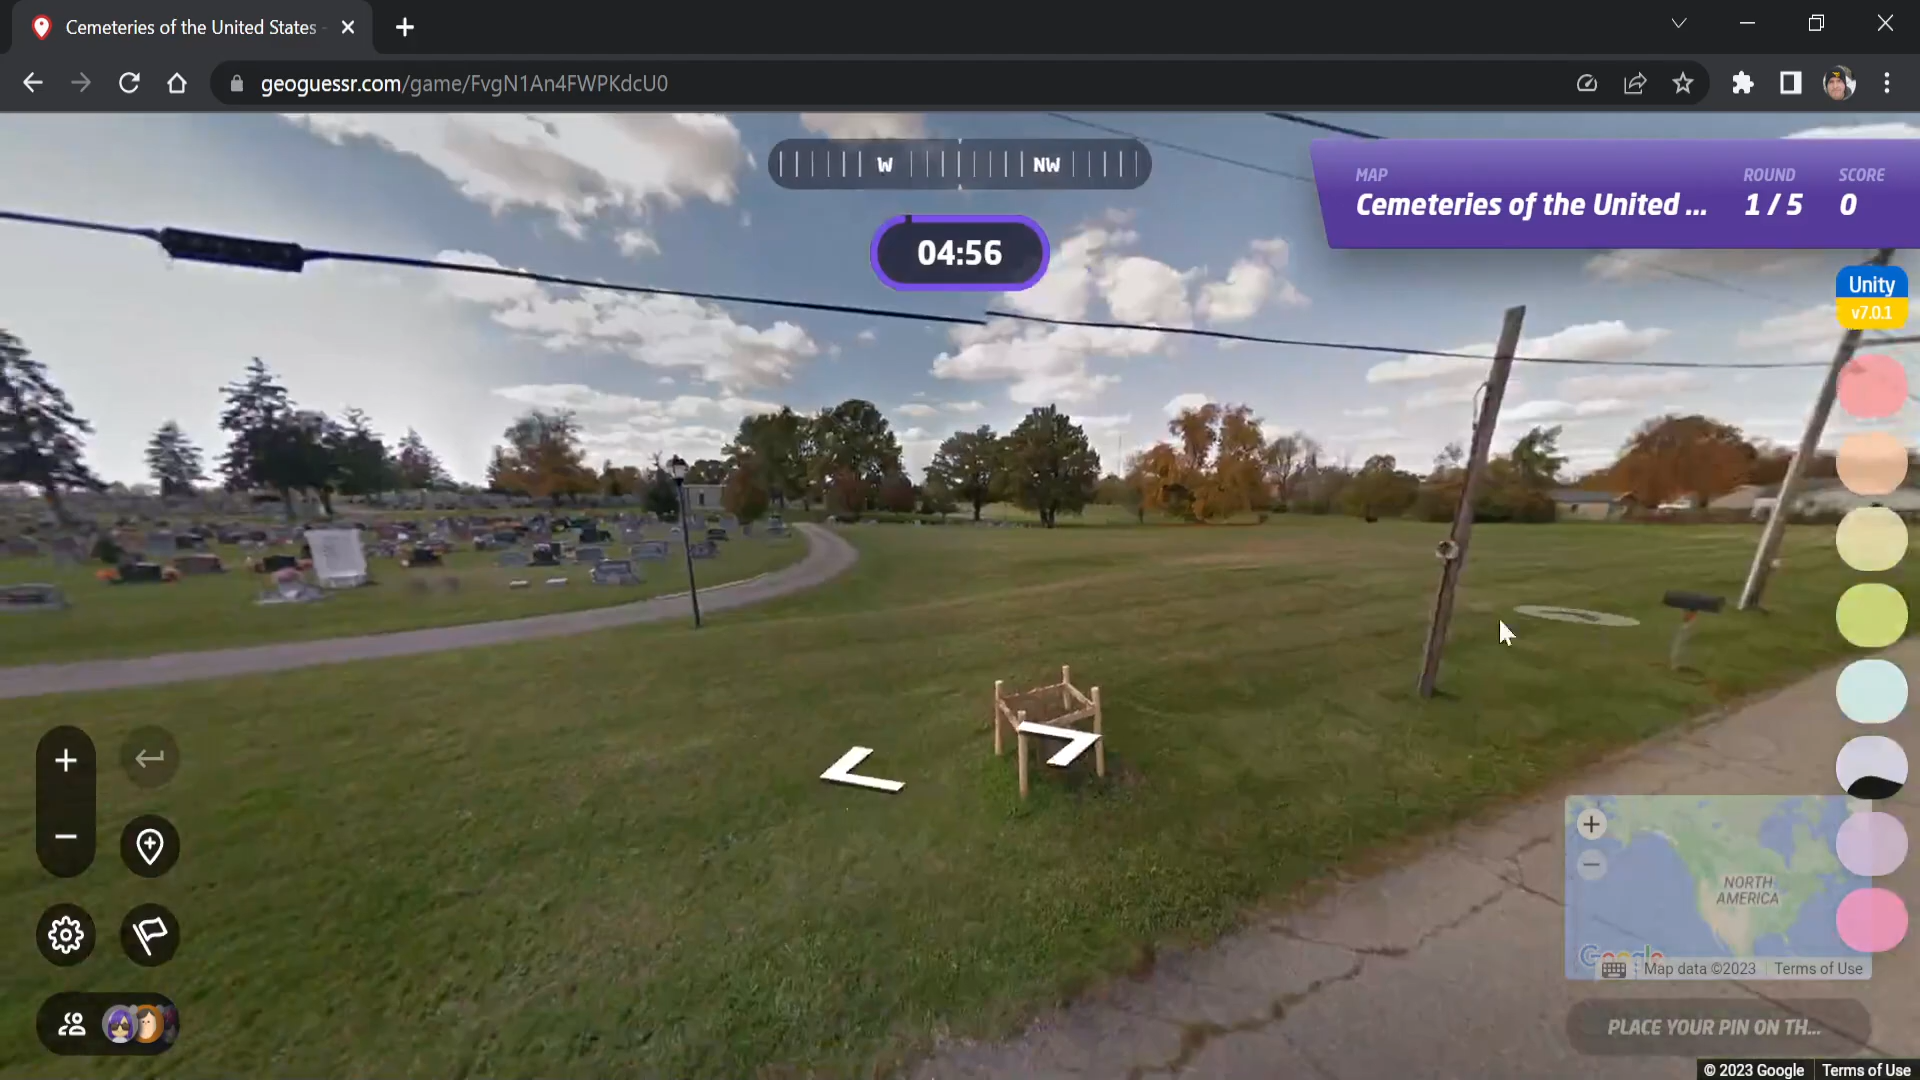 Cemeteries of the United States -
geoguessr.com/game/FvgN1An4FWPKdcU0
W
NW
04:56
MAP
Cemeteries of the United ...
ROUND
1 / 5
SCORE
0
Unity
v7.0.1
NORTH
AMERICA
Google
Map data ©2023
Terms of Use
PLACE YOUR PIN ON TH...
© 2023 Google
Terms of Use